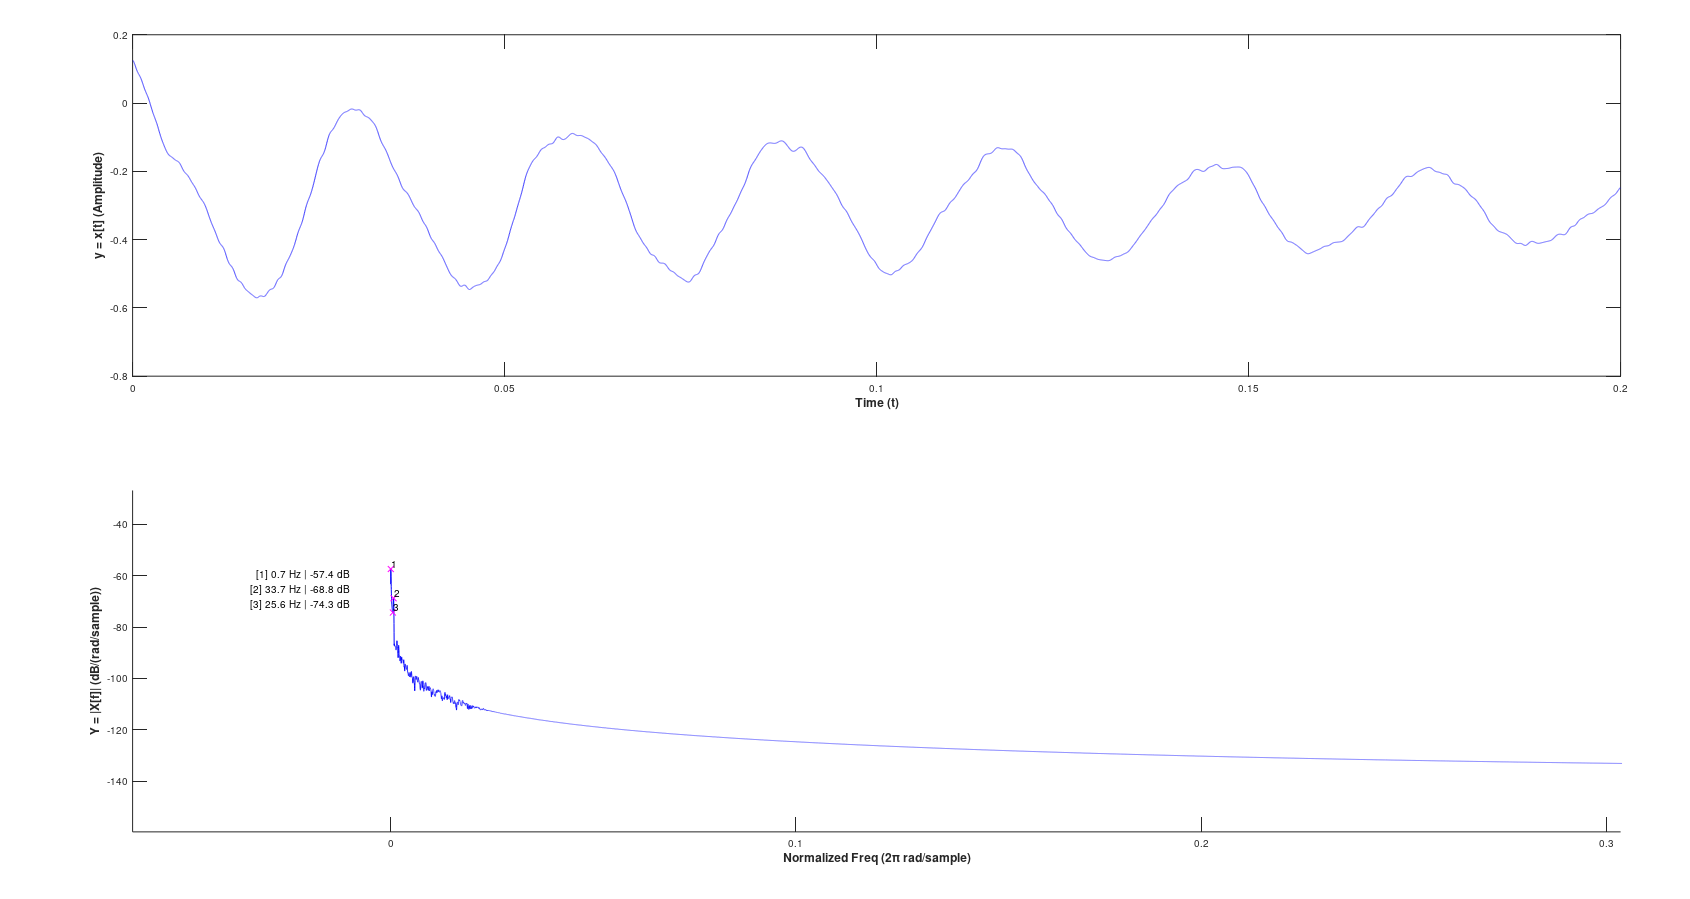 0.2
0
-0.2
-0.4
-0.6
-0.8
y = x[t] (Amplitude)
0 0.05 0.1 0.15 0.2
Time (t)
-40
-60
-80
-100
-120
-140
Y = |X[f]| (dB/(rad/sample))
[1] 0.7 Hz | -57.4 dB
[2] 33.7 Hz | -68.8 dB
[3] 25.6 Hz | -74.3 dB
1
2
3
0 0.1 0.2 0.3
Normalized Freq (2π rad/sample)